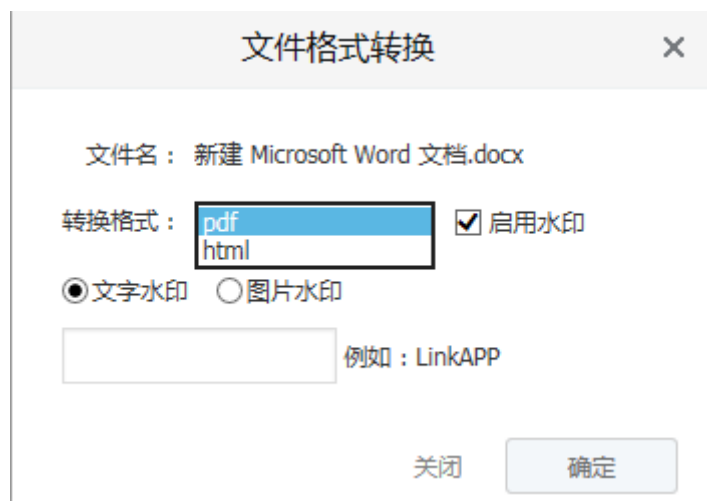 文件格式转换
文件名： 新建 Microsoft Word 文档.docx
转换格式： pdf 启用水印
html
文字水印 图片水印
例如：LinkAPP
关闭 确定